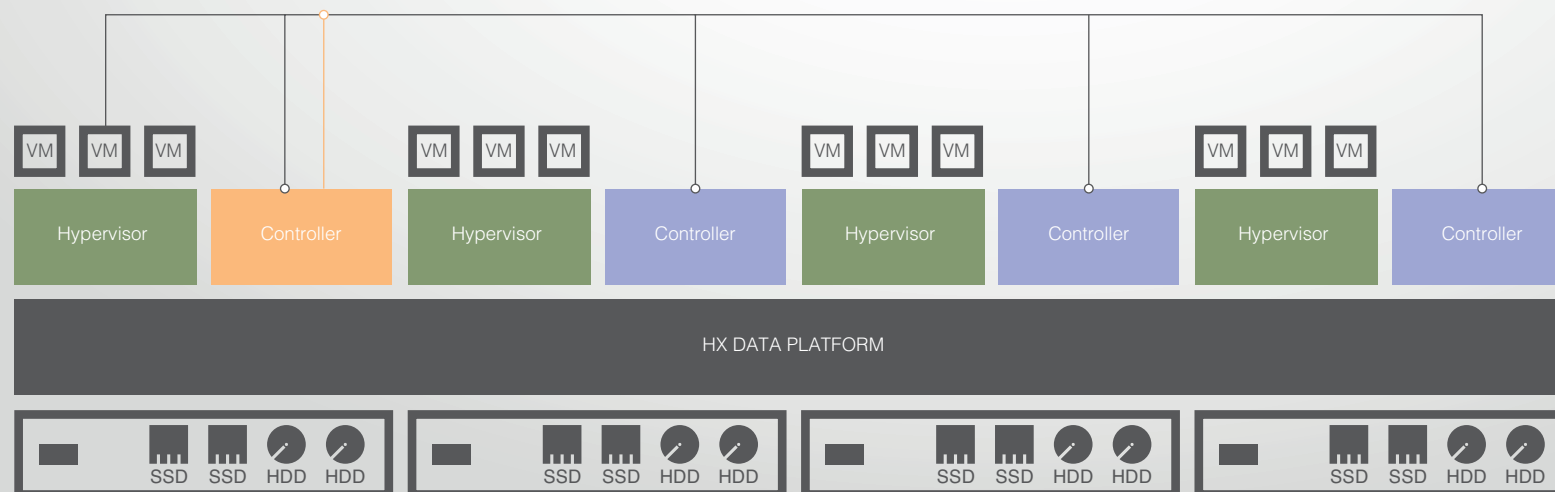 VM VM VM VM VM VM VM VM VM VM VM VM
Hypervisor Controller Hypervisor Controller Hypervisor Controller Hypervisor Controller
HX DATA PLATFORM
SSD SSD HDD HDD SSD SSD HDD HDD SSD SSD HDD HDD SSD SSD HDD HDD